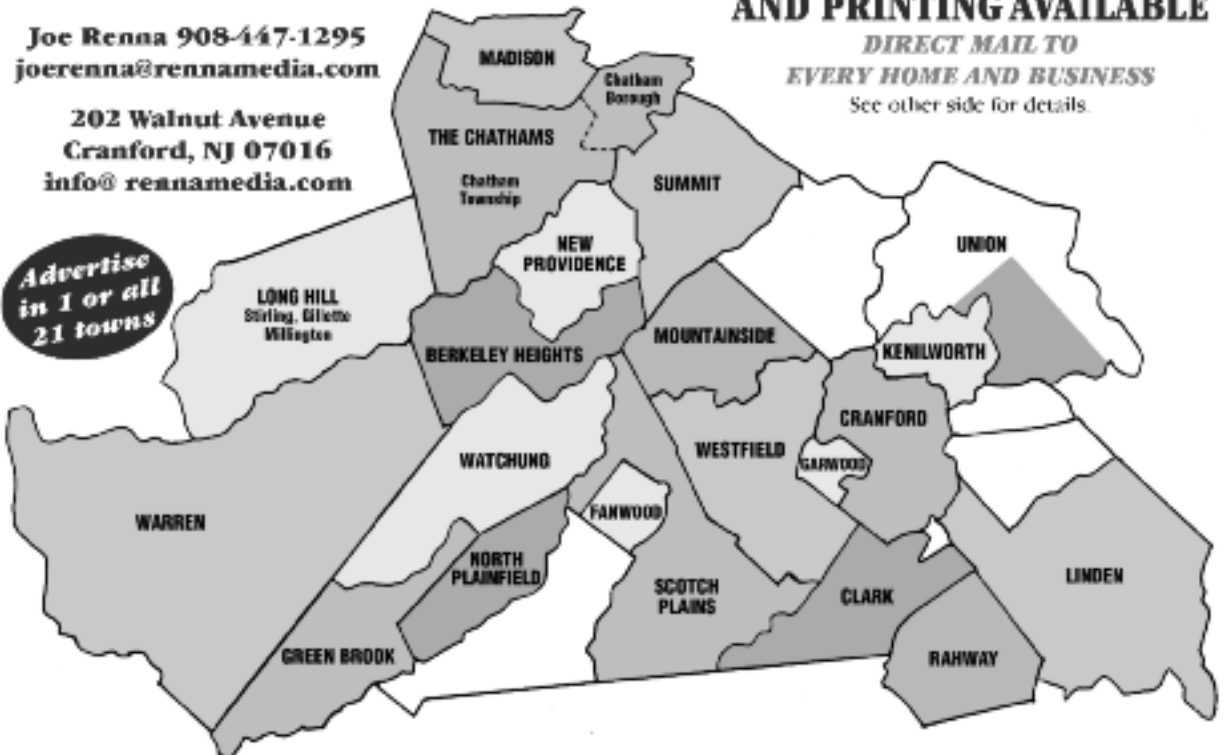 Joe Renna 908-447-1295
joerenna@rennamedia.com
202 Walnut Avenue
Cranford, NJ 07016
info@ rennamedia.com
AND PRINTING AVAILABLE
DIRECT MAIL TO
EVERY HOME AND BUSINESS
See other side for details.
Advertise
in 1 or all
21 towns
MADISON
Chatham
Borough
THE CHATHAMS
Chatham
Township
SUMMIT
NEW
PROVIDENCE
UNION
LONG HILL
Stirling, Gillette
Millington
BERKELEY HEIGHTS
MOUNTAINSIDE
KENILWORTH
CRANFORD
WATCHUNG
WESTFIELD
GARWOOD
WARREN
FANWOOD
NORTH
PLAINFIELD
SCOTCH
PLAINS
CLARK
LINDEN
GREEN BROOK
RAHWAY